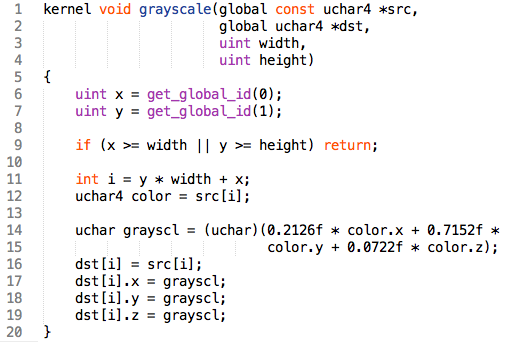 1 kernel void grayscale(global const uchar4 *src,
2                       global uchar4 *dst,
3                       uint width,
4                       uint height)
5 {
6     uint x = get_global_id(0);
7     uint y = get_global_id(1);
8
9     if (x >= width || y >= height) return;
10
11     int i = y * width + x;
12     uchar4 color = src[i];
13
14     uchar grayscl = (uchar)(0.2126f * color.x + 0.7152f *
15                             color.y + 0.0722f * color.z);
16     dst[i] = src[i];
17     dst[i].x = grayscl;
18     dst[i].y = grayscl;
19     dst[i].z = grayscl;
20 }